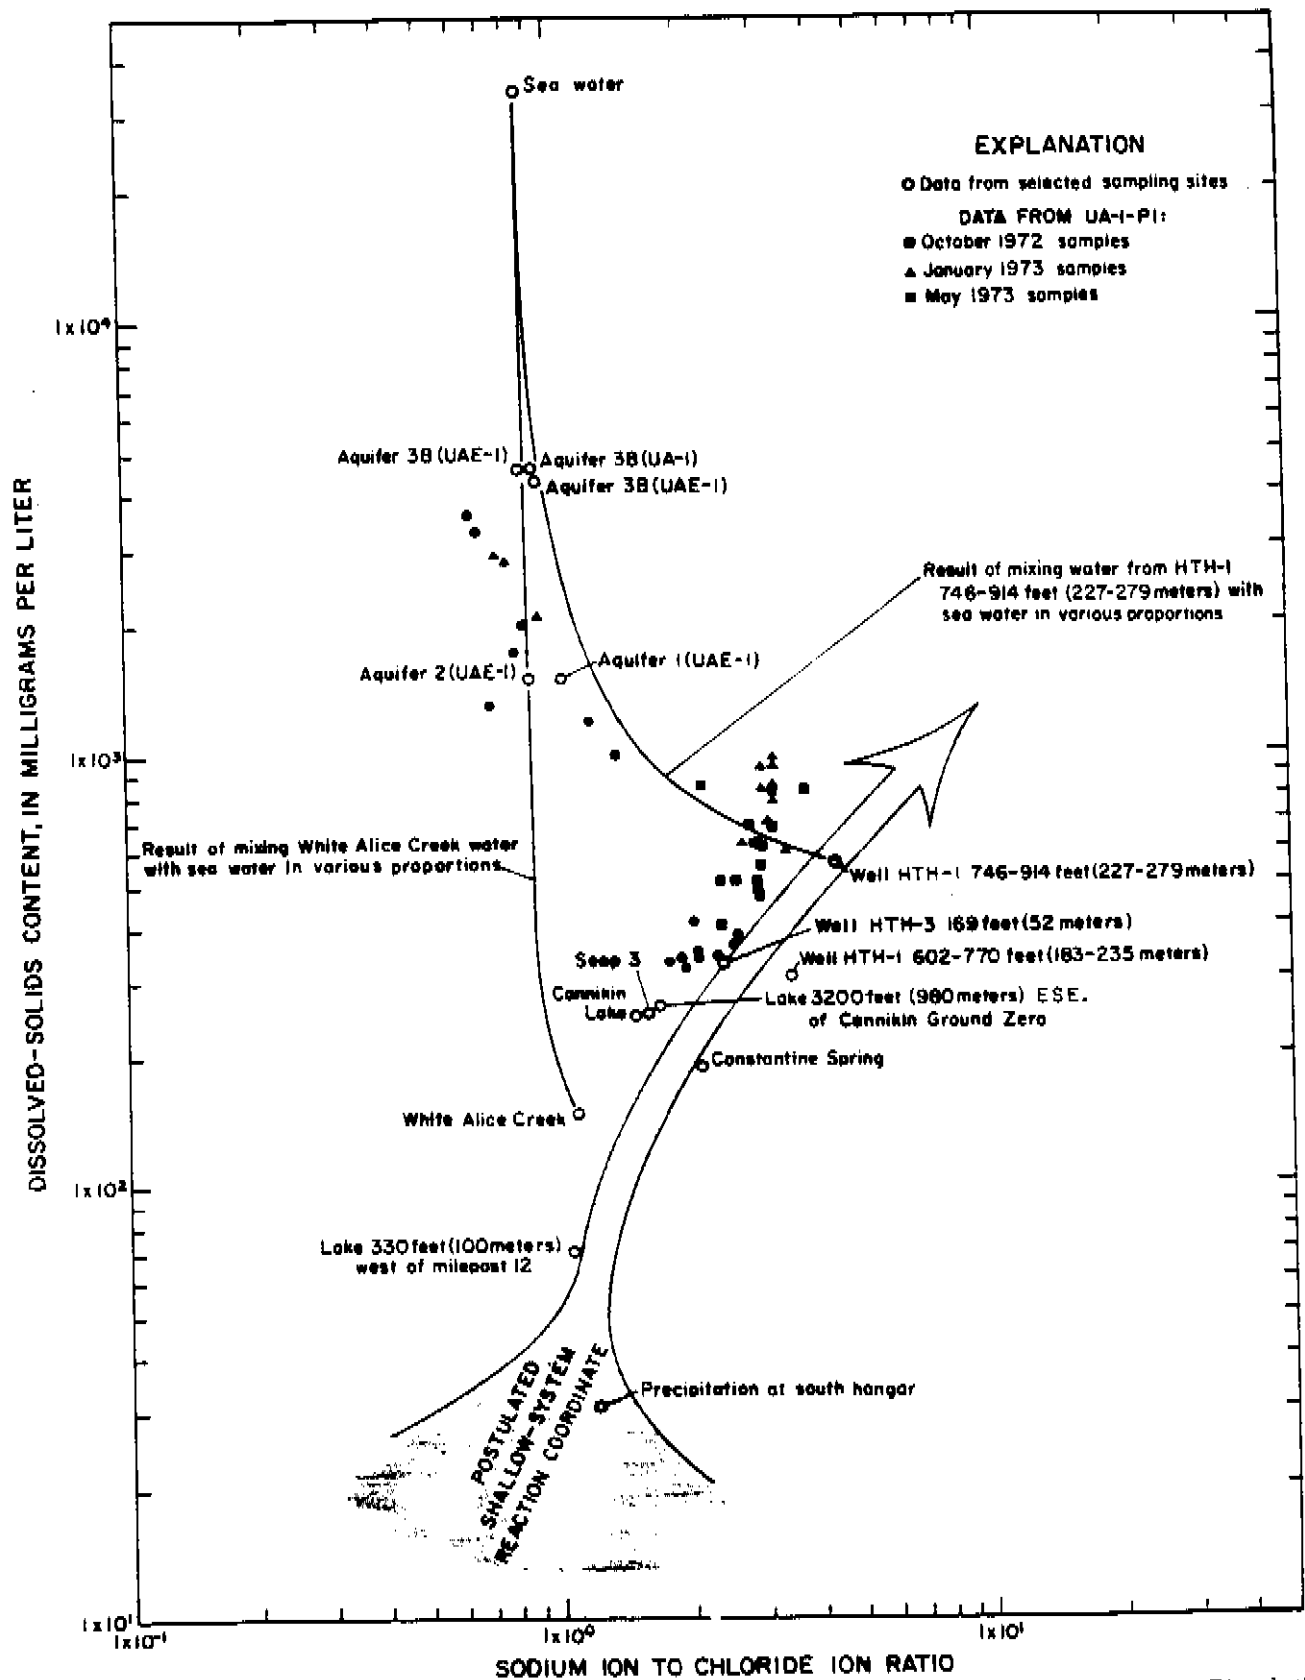 Sea water
EXPLANATION
Data from selected sampling sites
DATA FROM UA-1-P1:
October 1972 samples
January 1973 samples
May 1973 samples
1x10⁴
Aquifer 3B (UAE-1)
Aquifer 3B (UA-1)
Aquifer 3B (UAE-1)
Result of mixing water from HTH-1
746-914 feet (227-279 meters) with
sea water in various proportions
Aquifer 2 (UAE-1)
Aquifer 1 (UAE-1)
1x10³
Result of mixing White Alice Creek water
with sea water in various proportions
Well HTH-1 746-914 feet (227-279 meters)
Well HTH-3 169 feet (52 meters)
Seep 3
Well HTH-1 602-770 feet (183-235 meters)
Cannikin
Lake
Lake 3200 feet (980 meters) ESE.
of Cannikin Ground Zero
Constantine Spring
White Alice Creek
1x10²
Lake 330 feet (100 meters)
west of milepost 12
POSTULATED
SHALLOW-SYSTEM
REACTION COORDINATE
Precipitation at south hangar
1x10¹
1x10⁻¹
1x10⁰
1x10¹
DISSOLVED-SOLIDS CONTENT, IN MILLIGRAMS PER LITER
SODIUM ION TO CHLORIDE ION RATIO